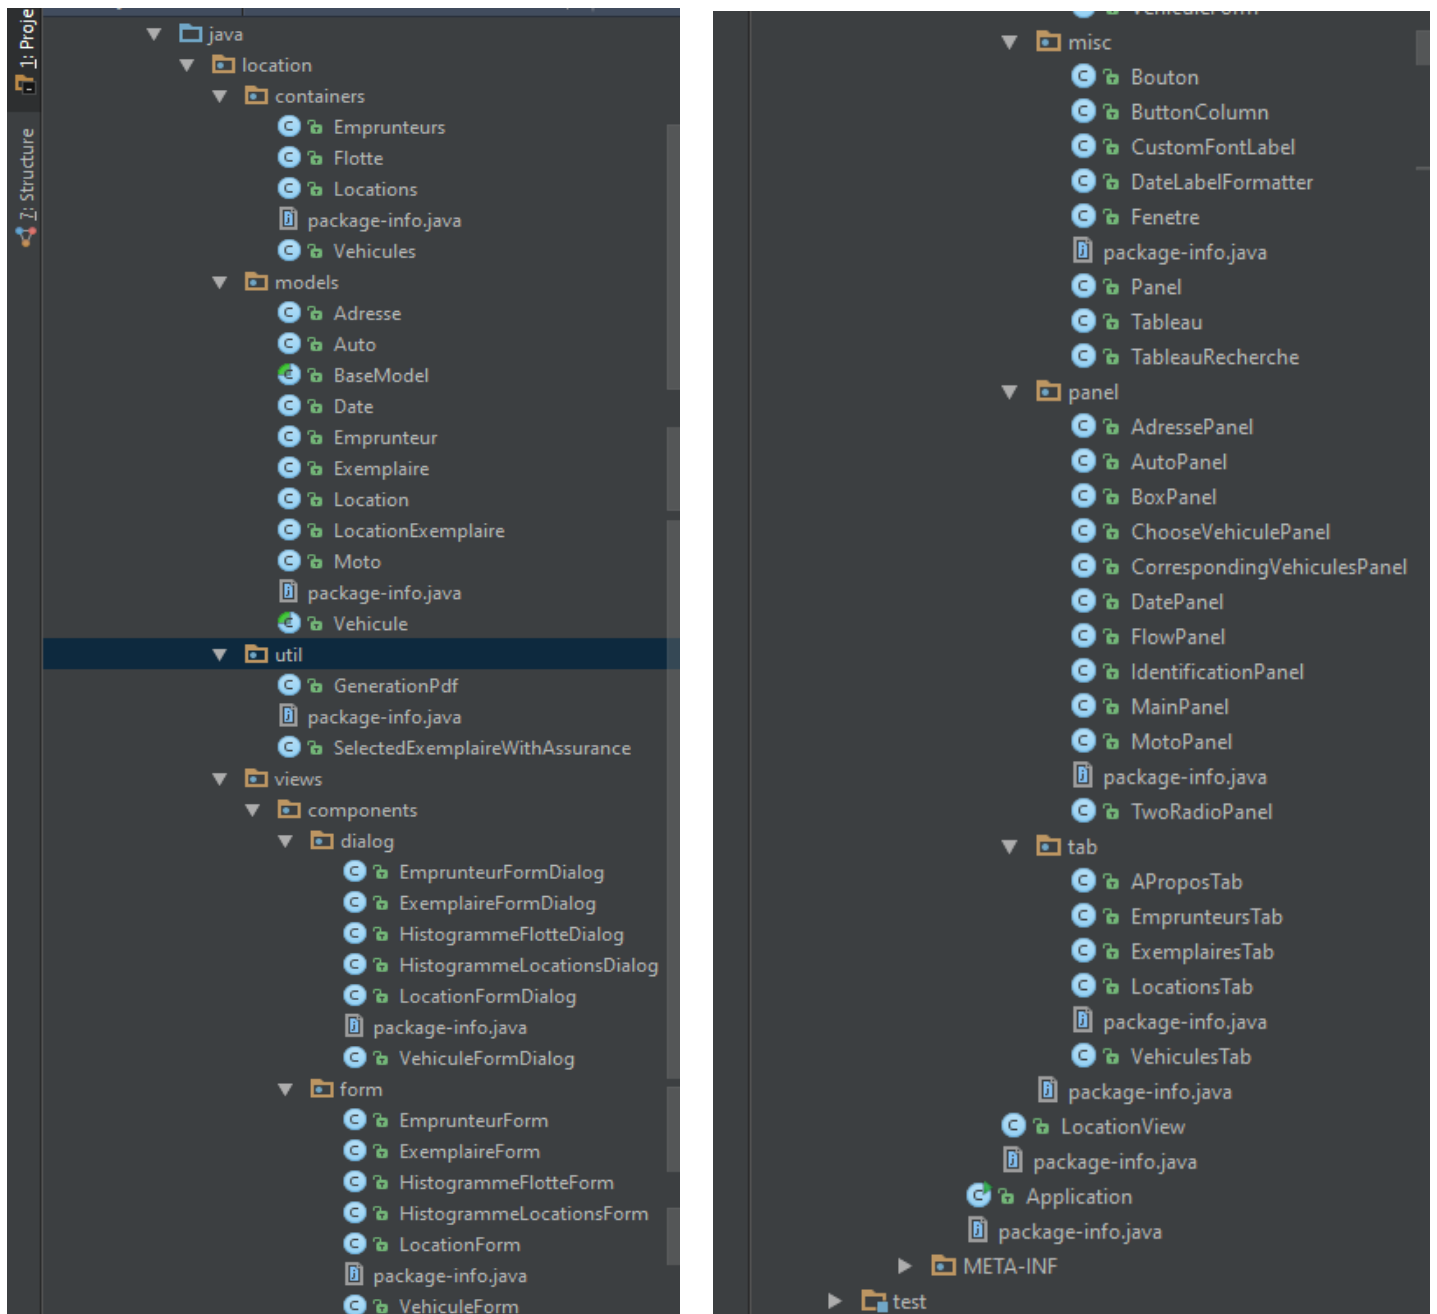 1: Proje
7: Structure
java
location
containers
Emprunteurs
Flotte
Locations
package-info.java
Vehicules
models
Adresse
Auto
BaseModel
Date
Emprunteur
Exemplaire
Location
LocationExemplaire
Moto
package-info.java
Vehicule
util
GenerationPdf
package-info.java
SelectedExemplaireWithAssurance
views
components
dialog
EmprunteurFormDialog
ExemplaireFormDialog
HistogrammeFlotteDialog
HistogrammeLocationsDialog
LocationFormDialog
package-info.java
VehiculeFormDialog
form
EmprunteurForm
ExemplaireForm
HistogrammeFlotteForm
HistogrammeLocationsForm
LocationForm
package-info.java
VehiculeForm
VehiculeForm
misc
Bouton
ButtonColumn
CustomFontLabel
DateLabelFormatter
Fenetre
package-info.java
Panel
Tableau
TableauRecherche
panel
AdressePanel
AutoPanel
BoxPanel
ChooseVehiculePanel
CorrespondingVehiculesPanel
DatePanel
FlowPanel
IdentificationPanel
MainPanel
MotoPanel
package-info.java
TwoRadioPanel
tab
AProposTab
EmprunteursTab
ExemplairesTab
LocationsTab
package-info.java
VehiculesTab
package-info.java
LocationView
package-info.java
Application
package-info.java
META-INF
test